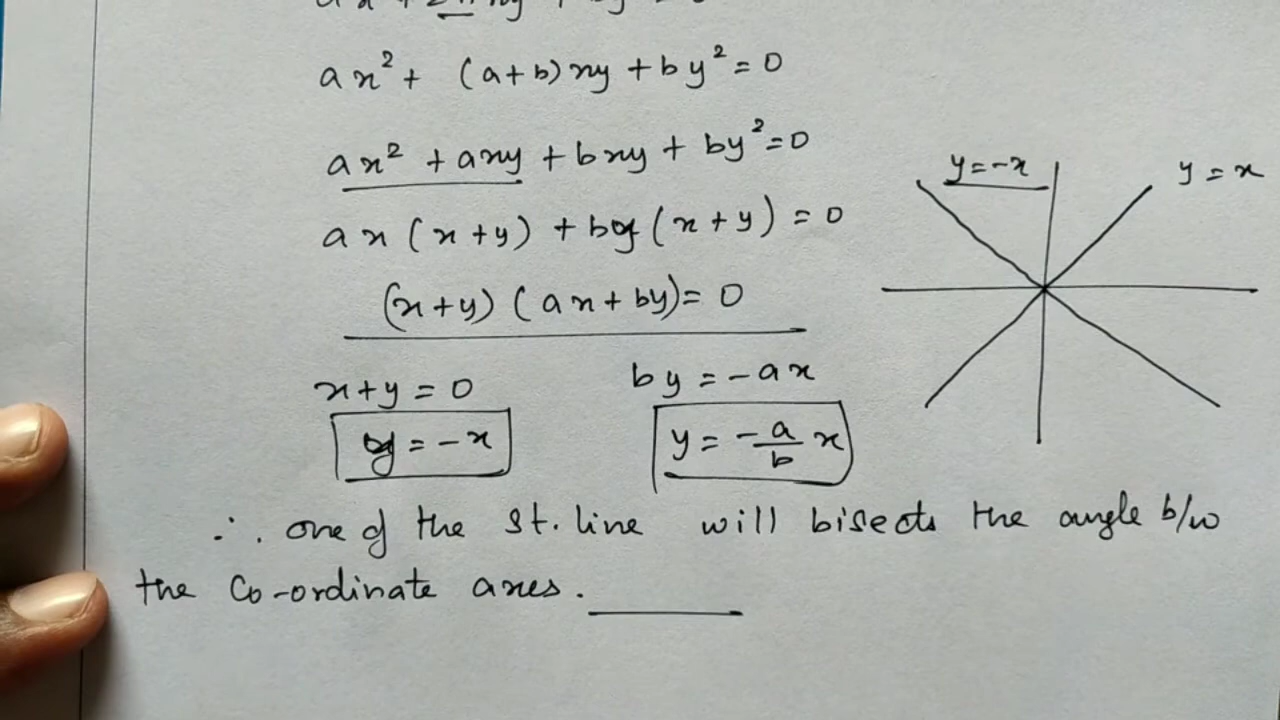 ax² + (a+b)xy + by² = 0
ax² + axy + bxy + by² = 0
y = -x
y = x
ax (x+y) + by (x+y) = 0
(x+y) (ax+by) = 0
x+y = 0
by = -ax
y = -x
y = -a/b x
∴ one of the st. line will bisects the angle b/w
the co-ordinate axes.